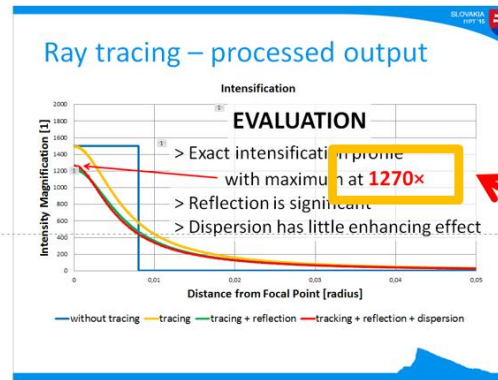 SLOVAKIA
IYPT '15
Ray tracing – processed output
Intensification
EVALUATION
> Exact intensification profile
with maximum at 1270×
> Reflection is significant
> Dispersion has little enhancing effect
Intensity Magnification [1]
2000
1800
1600
1400
1200
1000
800
600
400
200
0
0
0,01
0,02
0,03
0,04
0,05
Distance from Focal Point [radius]
without tracing
tracing
tracing + reflection
tracking + reflection + dispersion